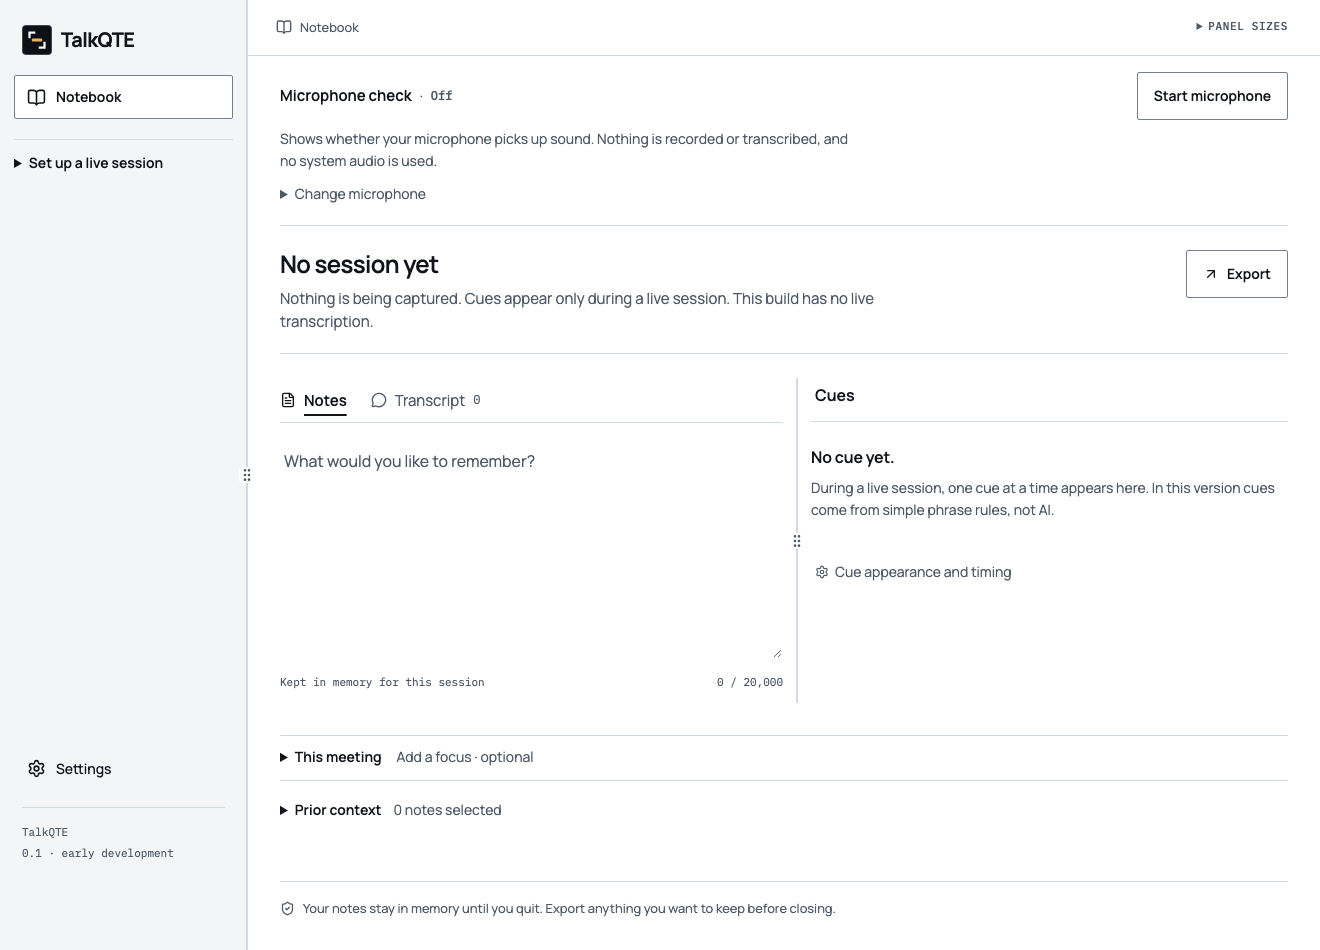 TalkQTE
Notebook
Set up a live session
Settings
TalkQTE
0.1 · early development
Notebook
PANEL SIZES
Microphone check · Off
Start microphone
Shows whether your microphone picks up sound. Nothing is recorded or transcribed, and
no system audio is used.
Change microphone
No session yet
Export
Nothing is being captured. Cues appear only during a live session. This build has no live
transcription.
Notes
Transcript 0
What would you like to remember?
Kept in memory for this session
0 / 20,000
Cues
No cue yet.
During a live session, one cue at a time appears here. In this version cues
come from simple phrase rules, not AI.
Cue appearance and timing
This meeting Add a focus · optional
Prior context 0 notes selected
Your notes stay in memory until you quit. Export anything you want to keep before closing.